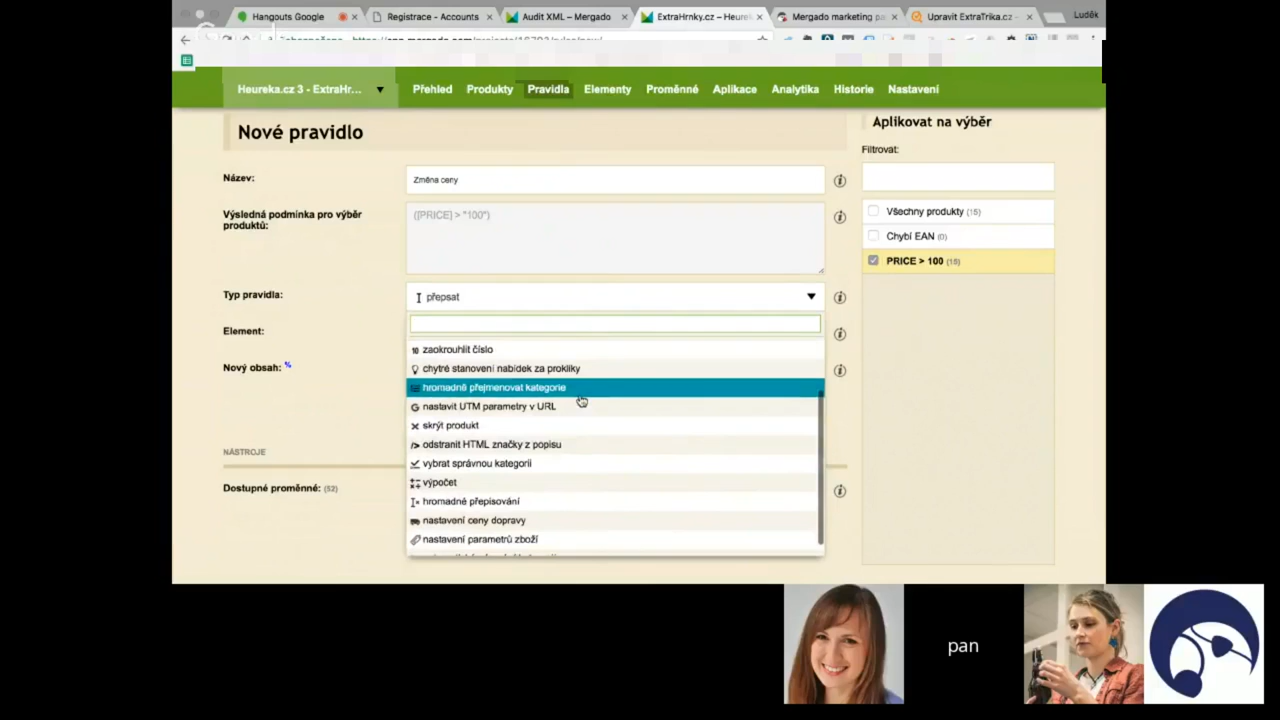 Hangouts Google
Registrace - Accounts
Audit XML – Mergado
ExtraHrnky.cz – Heurek
Mergado marketing pa
Upravit ExtraTrika.cz -
Luděk
Heureka.cz 3 - ExtraHr...
Přehled
Produkty
Pravidla
Elementy
Proměnné
Aplikace
Analytika
Historie
Nastavení
Nové pravidlo
Název:
Změna ceny
Výsledná podmínka pro výběr
produktů:
([PRICE] > "100")
Typ pravidla:
přepsat
Element:
Nový obsah: %
10 zaokrouhlit číslo
chytré stanovení nabídek za prokliky
hromadně přejmenovat kategorie
G nastavit UTM parametry v URL
skrýt produkt
odstranit HTML značky z popisu
vybrat správnou kategorii
výpočet
hromadné přepisování
nastavení ceny dopravy
nastavení parametrů zboží
NÁSTROJE
Dostupné proměnné: (52)
Aplikovat na výběr
Filtrovat:
Všechny produkty (15)
Chybí EAN (0)
PRICE > 100 (15)
pan